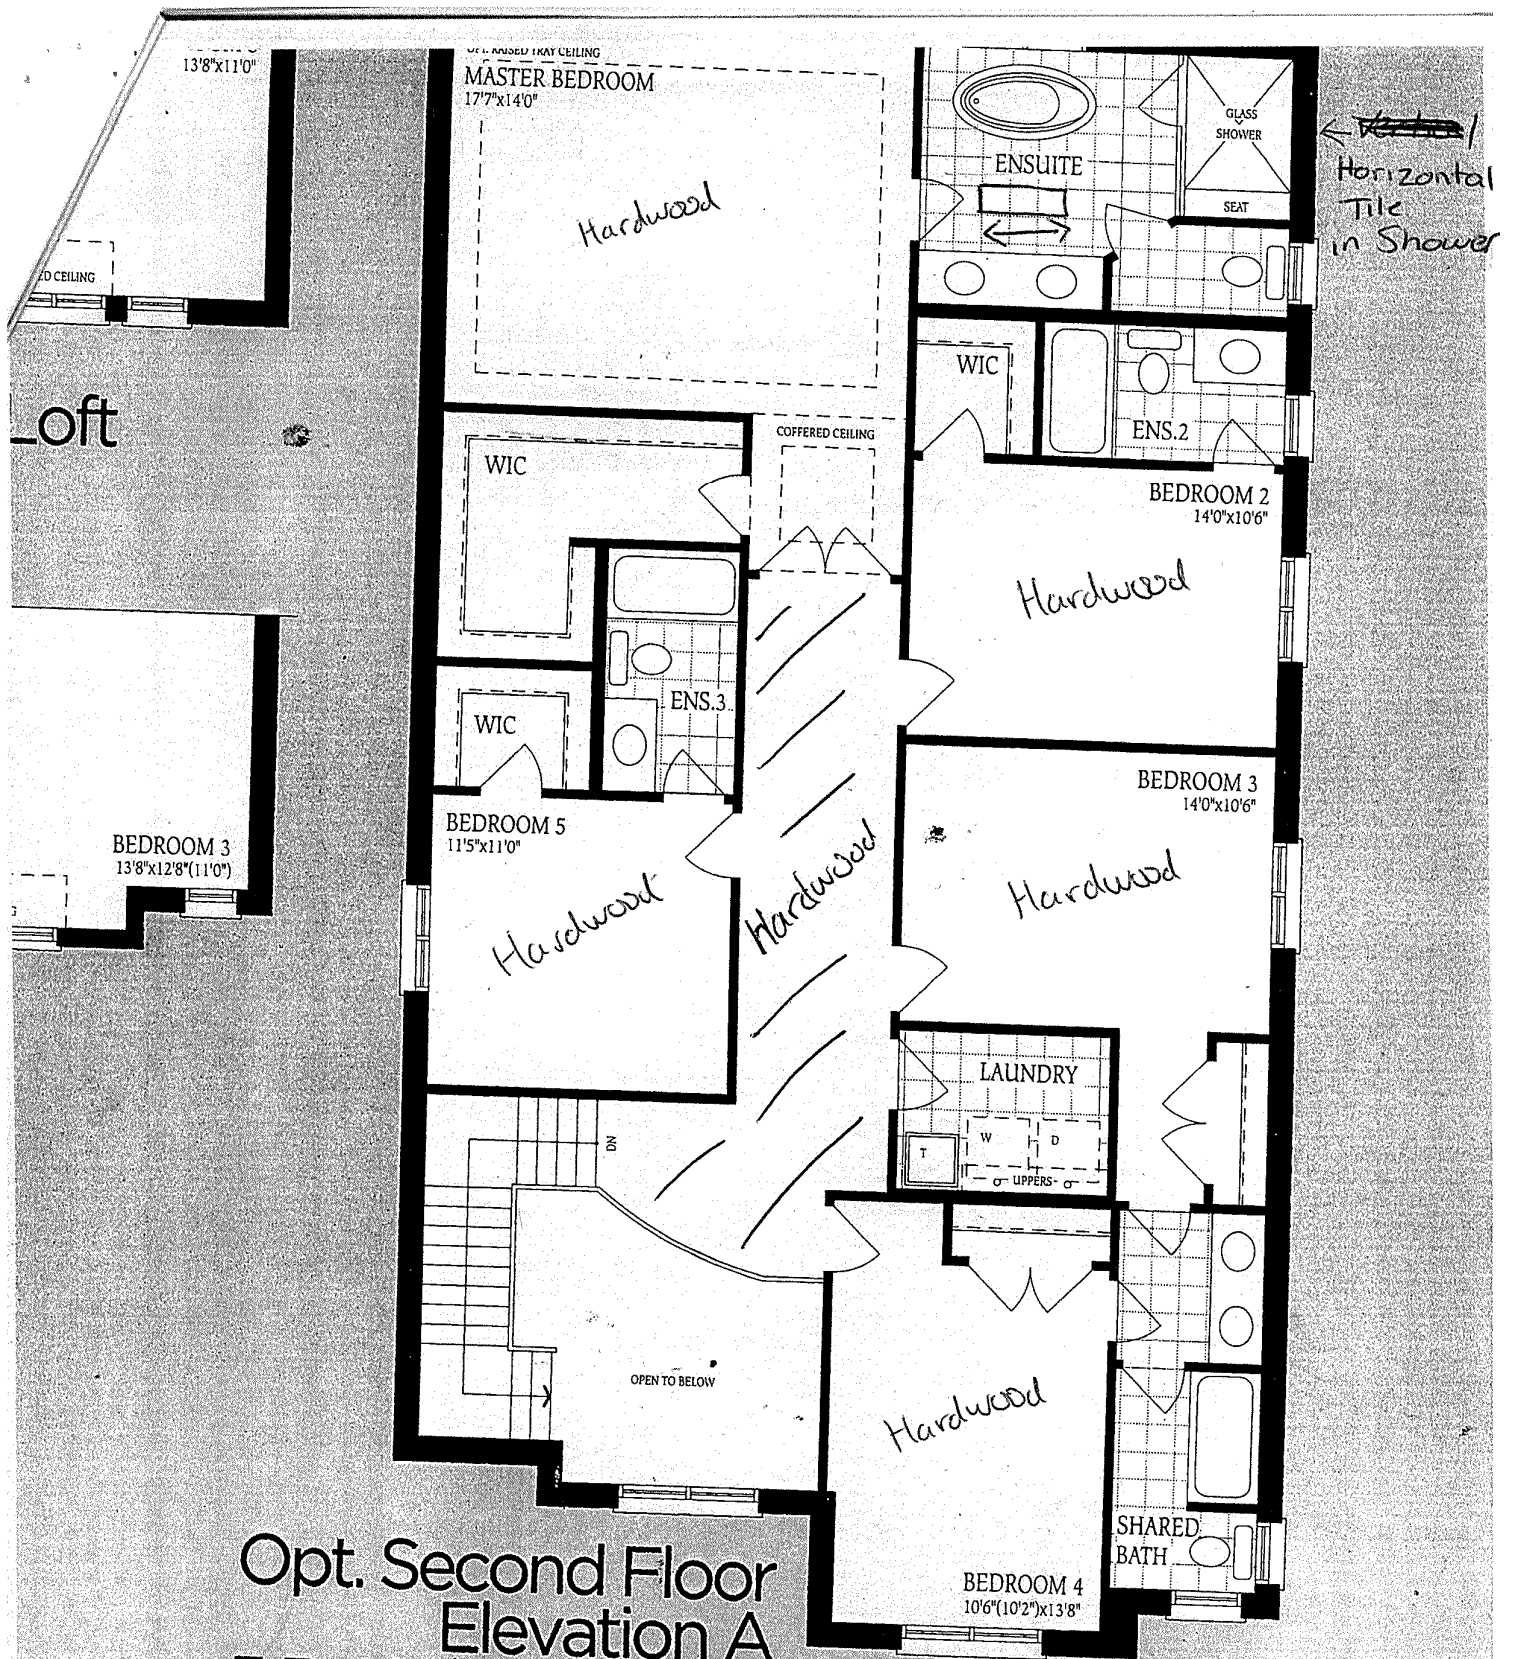 13'8"x11'0"
OPT. RAISED TRAY CEILING
MASTER BEDROOM
17'7"x14'0"
Hardwood
ENSUITE
GLASS
SHOWER
SEAT
Horizontal
Tile
in Shower
ED CEILING
Loft
WIC
ENS.2
COFFERED CEILING
WIC
BEDROOM 2
14'0"x10'6"
Hardwood
ENS.3
WIC
BEDROOM 3
14'0"x10'6"
Hardwood
BEDROOM 5
11'5"x11'0"
Hardwood
Hardwood
BEDROOM 3
13'8"x12'8"(11'0")
G
LAUNDRY
W
D
T
UPPERS
DN
OPEN TO BELOW
Hardwood
SHARED
BATH
BEDROOM 4
10'6"(10'2")x13'8"
Opt. Second Floor
Elevation A